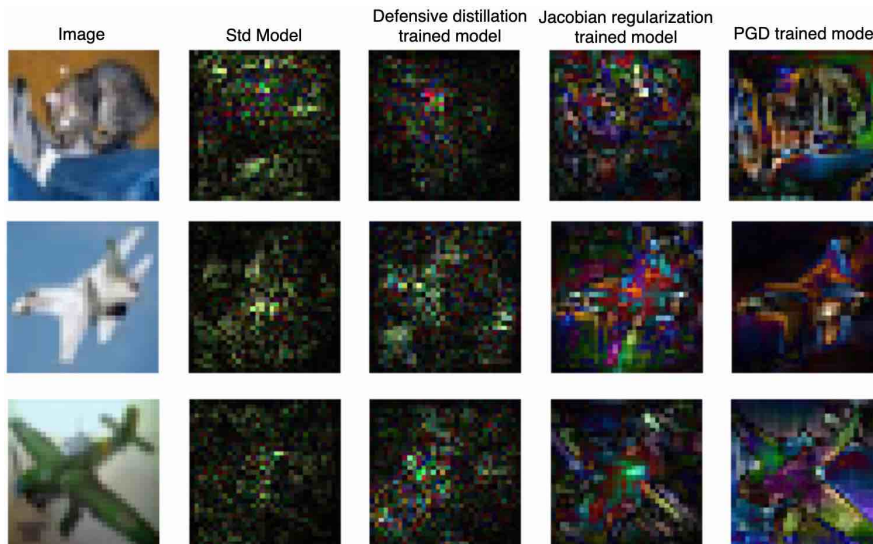 Image
Std Model
Defensive distillation
trained model
Jacobian regularization
trained model
PGD trained mode